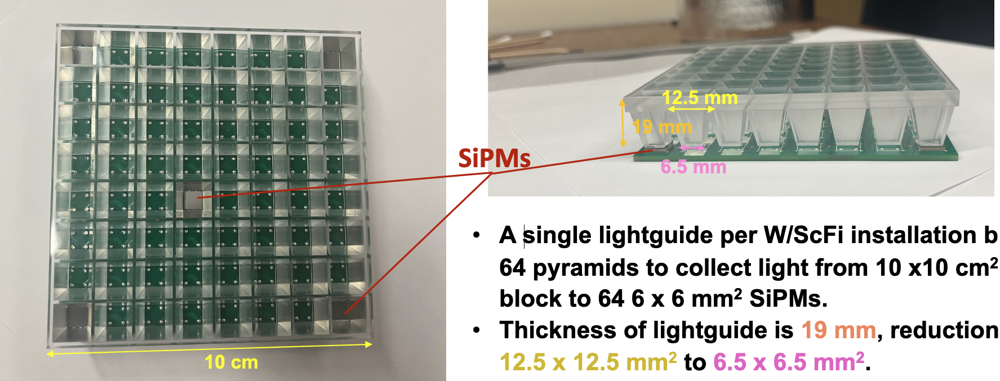 10 cm
SiPMs
12.5 mm
19 mm
6.5 mm
• A single lightguide per W/ScFi installation b
64 pyramids to collect light from 10 x10 cm²
block to 64 6 x 6 mm² SiPMs.
• Thickness of lightguide is 19 mm, reduction
12.5 x 12.5 mm² to 6.5 x 6.5 mm².